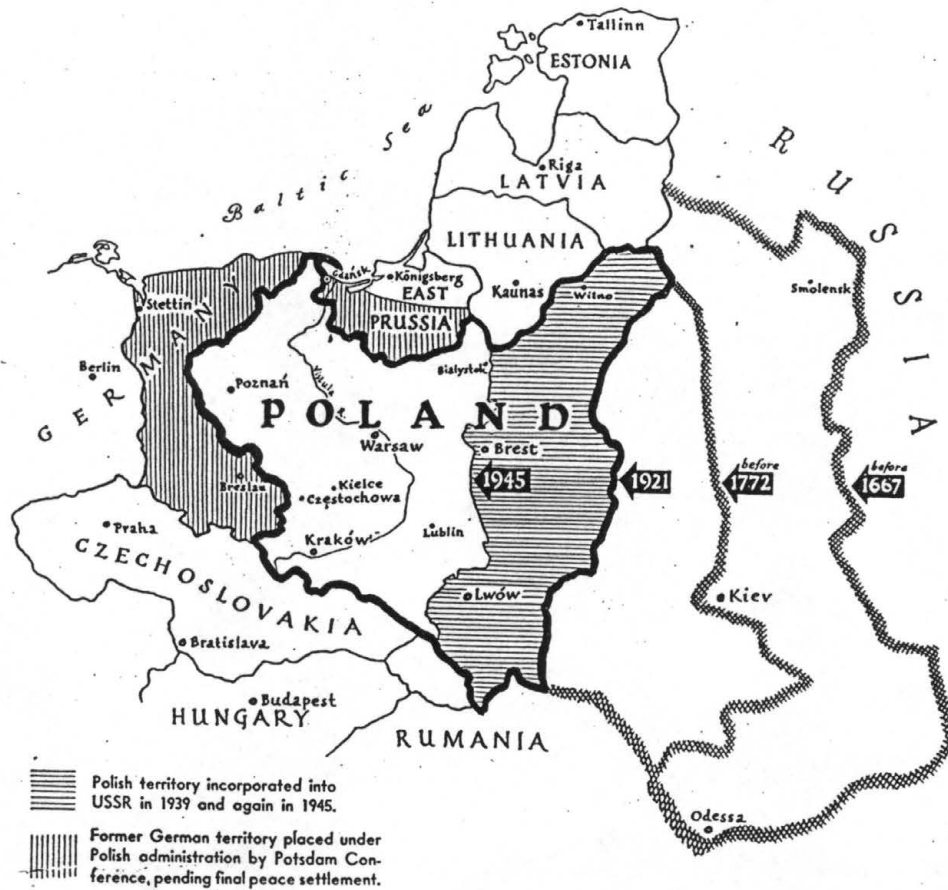 Tallinn
ESTONIA
Baltic Sea
Riga
LATVIA
RUSSIA
LITHUANIA
Gdańsk
Königsberg
EAST
PRUSSIA
Kaunas
Wilno
Smolensk
Stettin
GERMANY
Berlin
Białystok
Poznań
Vistula
POLAND
Warsaw
Brest
Breslau
Kielce
Częstochowa
1945
1921
before
1772
before
1667
Praha
Kraków
Lublin
CZECHOSLOVAKIA
Lwów
Kiev
Bratislava
Budapest
HUNGARY
RUMANIA
Odessa
Polish territory incorporated into
USSR in 1939 and again in 1945.
Former German territory placed under
Polish administration by Potsdam Con-
ference, pending final peace settlement.